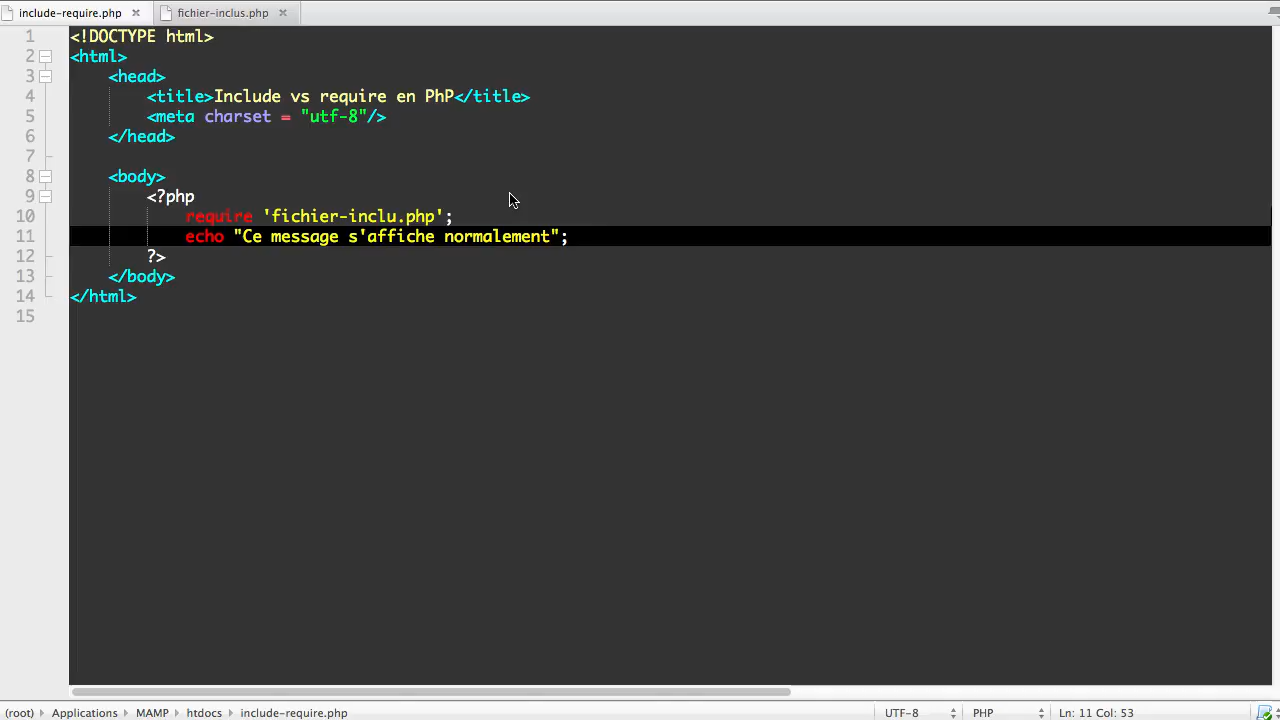 include-require.php fichier-inclus.php
1 <!DOCTYPE html>
2 <html>
3 <head>
4 <title>Include vs require en PhP</title>
5 <meta charset = "utf-8"/>
6 </head>
7
8 <body>
9 <?php
10 require 'fichier-inclu.php';
11 echo "Ce message s'affiche normalement";
12 ?>
13 </body>
14 </html>
15
(root) Applications MAMP htdocs include-require.php UTF-8 PHP Ln: 11 Col: 53